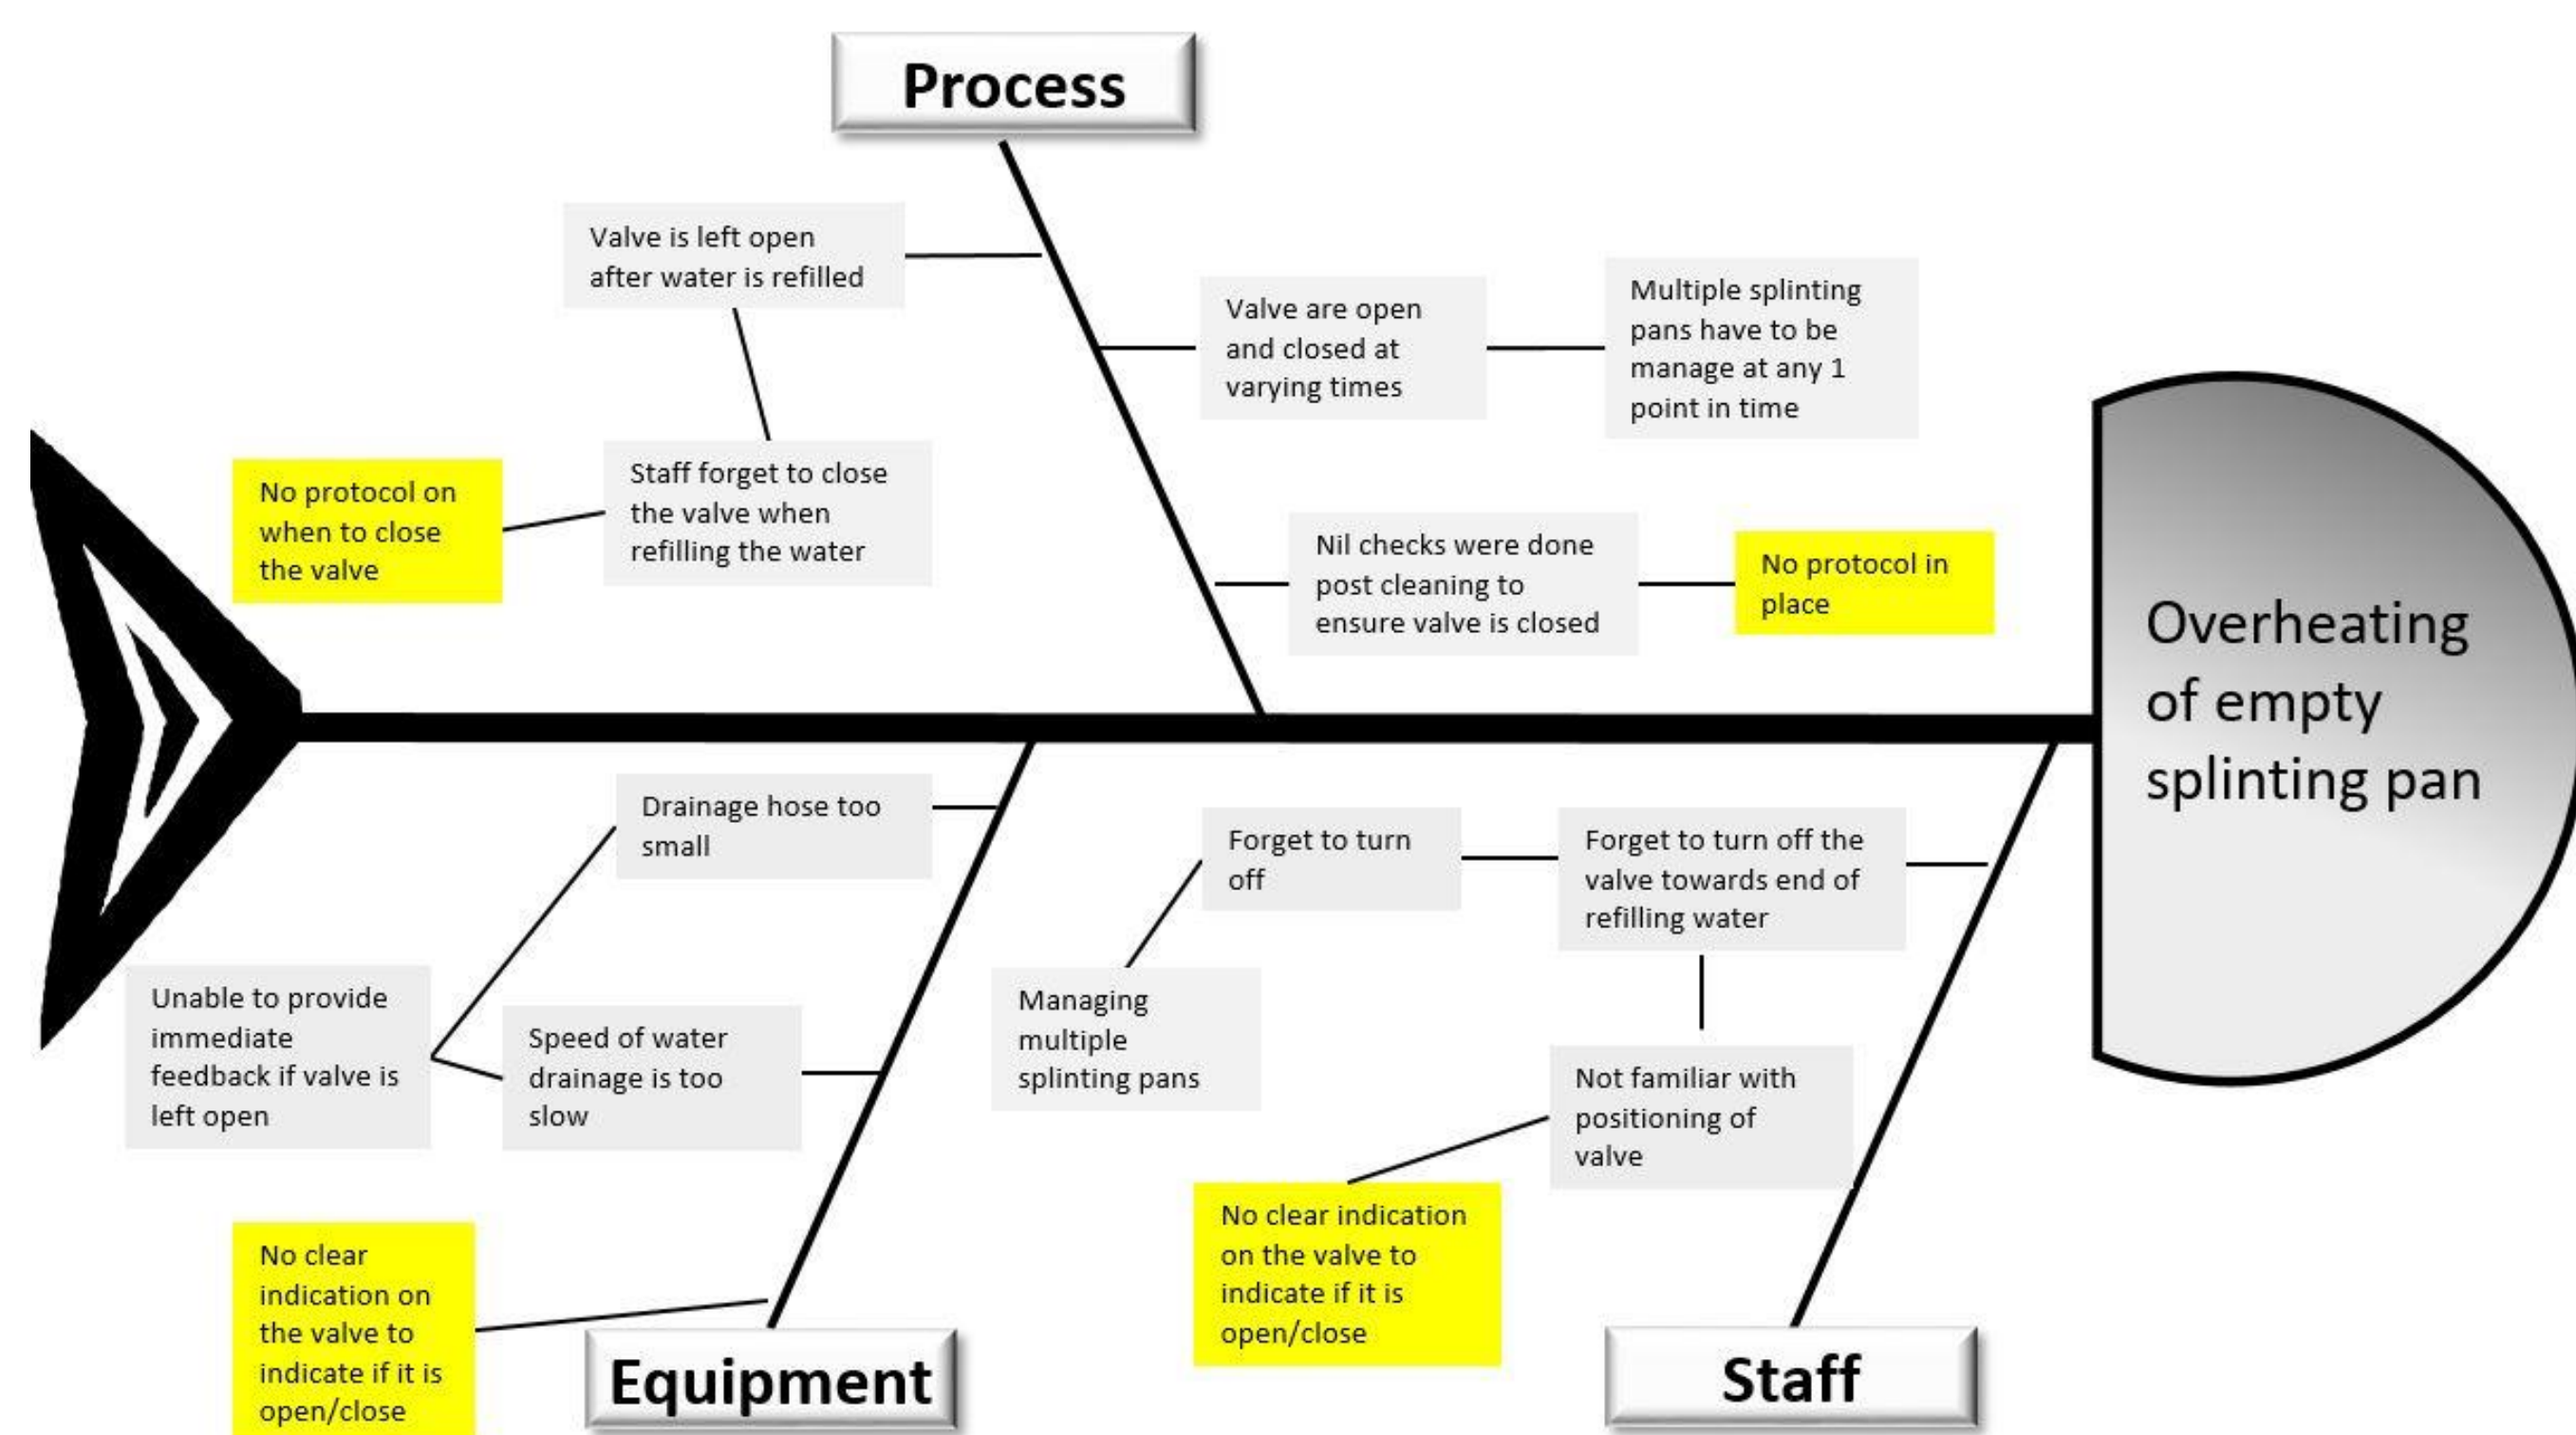 Process
Valve is left open
after water is refilled
Valve are open
and closed at
varying times
Multiple splinting
pans have to be
manage at any 1
point in time
No protocol on
when to close
the valve
Staff forget to close
the valve when
refilling the water
Nil checks were done
post cleaning to
ensure valve is closed
No protocol in
place
Overheating
of empty
splinting pan
Drainage hose too
small
Forget to turn
off
Forget to turn off the
valve towards end of
refilling water
Unable to provide
immediate
feedback if valve is
left open
Speed of water
drainage is too
slow
Managing
multiple
splinting pans
Not familiar with
positioning of
valve
No clear
indication on
the valve to
indicate if it is
open/close
No clear indication
on the valve to
indicate if it is
open/close
Equipment
Staff